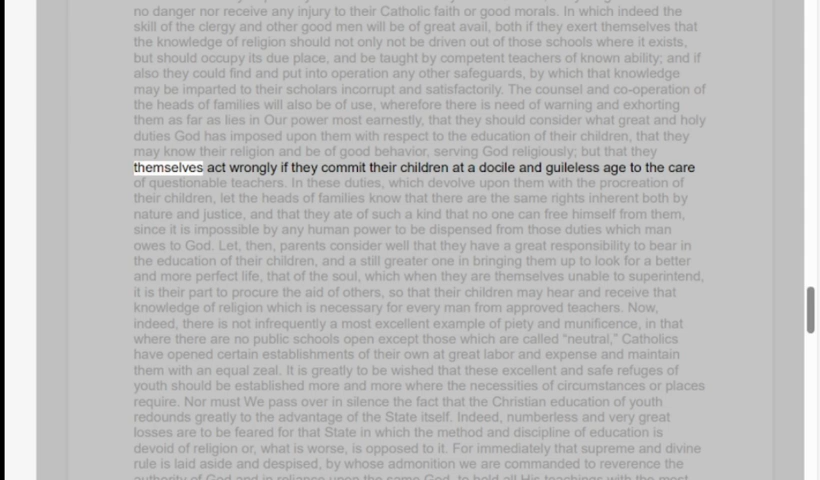 no danger nor receive any injury to their Catholic faith or good morals. In which indeed the
skill of the clergy and other good men will be of great avail, both if they exert themselves that
the knowledge of religion should not only not be driven out of those schools where it exists,
but should occupy its due place, and be taught by competent teachers of known ability; and if
also they could find and put into operation any other safeguards, by which that knowledge
may be imparted to their scholars incorrupt and satisfactorily. The counsel and co-operation of
the heads of families will also be of use, wherefore there is need of warning and exhorting
them as far as lies in Our power most earnestly, that they should consider what great and holy
duties God has imposed upon them with respect to the education of their children, that they
may know their religion and be of good behavior, serving God religiously; but that they
themselves act wrongly if they commit their children at a docile and guileless age to the care
of questionable teachers. In these duties, which devolve upon them with the procreation of
their children, let the heads of families know that there are the same rights inherent both by
nature and justice, and that they ate of such a kind that no one can free himself from them,
since it is impossible by any human power to be dispensed from those duties which man
owes to God. Let, then, parents consider well that they have a great responsibility to bear in
the education of their children, and a still greater one in bringing them up to look for a better
and more perfect life, that of the soul, which when they are themselves unable to superintend,
it is their part to procure the aid of others, so that their children may hear and receive that
knowledge of religion which is necessary for every man from approved teachers. Now,
indeed, there is not infrequently a most excellent example of piety and munificence, in that
where there are no public schools open except those which are called “neutral,” Catholics
have opened certain establishments of their own at great labor and expense and maintain
them with an equal zeal. It is greatly to be wished that these excellent and safe refuges of
youth should be established more and more where the necessities of circumstances or places
require. Nor must We pass over in silence the fact that the Christian education of youth
redounds greatly to the advantage of the State itself. Indeed, numberless and very great
losses are to be feared for that State in which the method and discipline of education is
devoid of religion or, what is worse, is opposed to it. For immediately that supreme and divine
rule is laid aside and despised, by whose admonition we are commanded to reverence the
authority of God and in reliance upon the same God, to hold all His teachings with the most